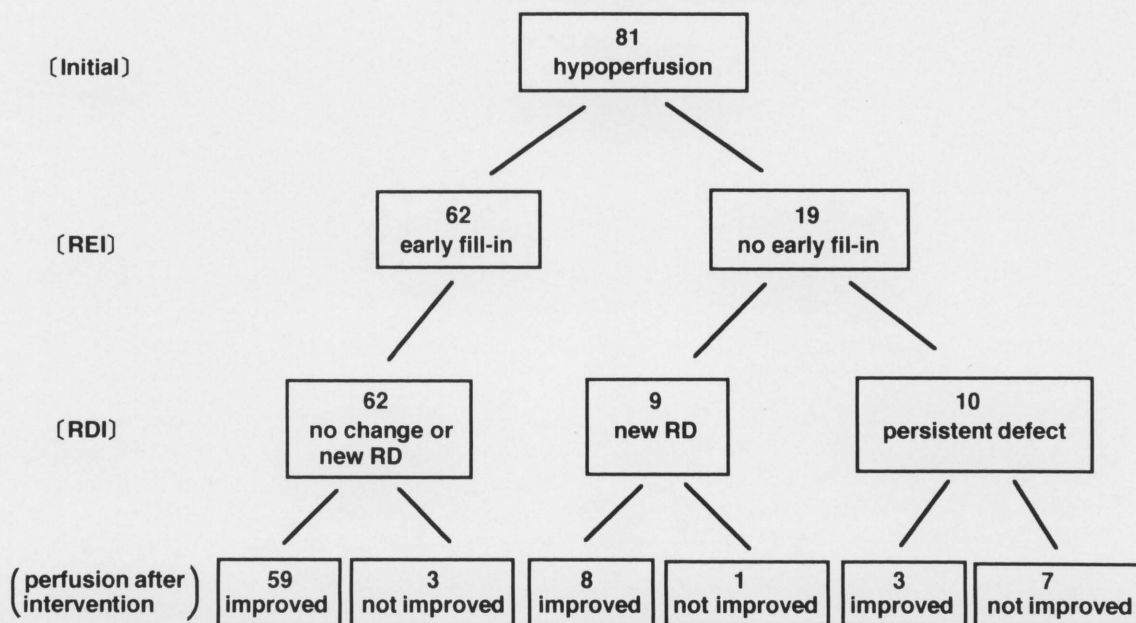 〔Initial〕
81
hypoperfusion
〔REI〕
62
early fill-in
19
no early fil-in
〔RDI〕
62
no change or
new RD
9
new RD
10
persistent defect
(perfusion after
intervention)
59
improved
3
not improved
8
improved
1
not improved
3
improved
7
not improved